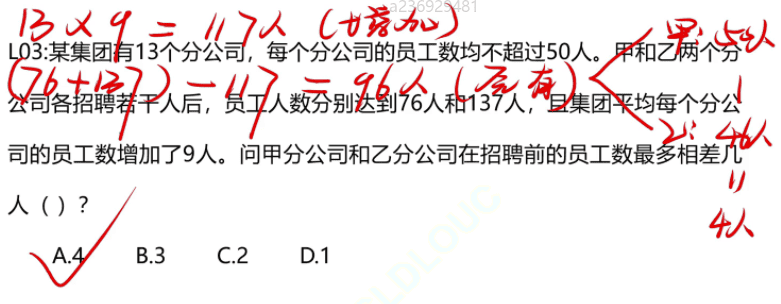 a236929481
13×9=117人(增加)
L03:某集团有13个分公司，每个分公司的员工数均不超过50人。甲和乙两个分
甲:50人
(76+137)-117=96人(原有)
公司各招聘若干人后，员工人数分别达到76人和137人，且集团平均每个分公
乙:46人
司的员工数增加了9人。问甲分公司和乙分公司在招聘前的员工数最多相差几
人（ ）？
4人
A.4 B.3 C.2 D.1